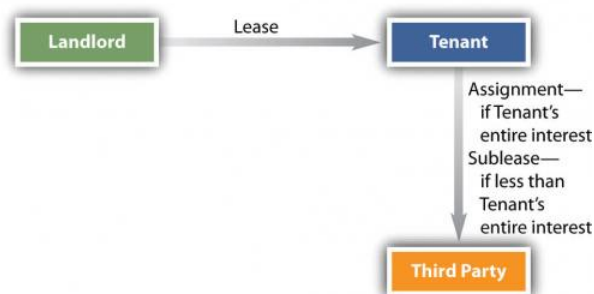 Landlord
Lease
Tenant
Assignment—
if Tenant's
entire interest
Sublease—
if less than
Tenant's
entire interest
Third Party